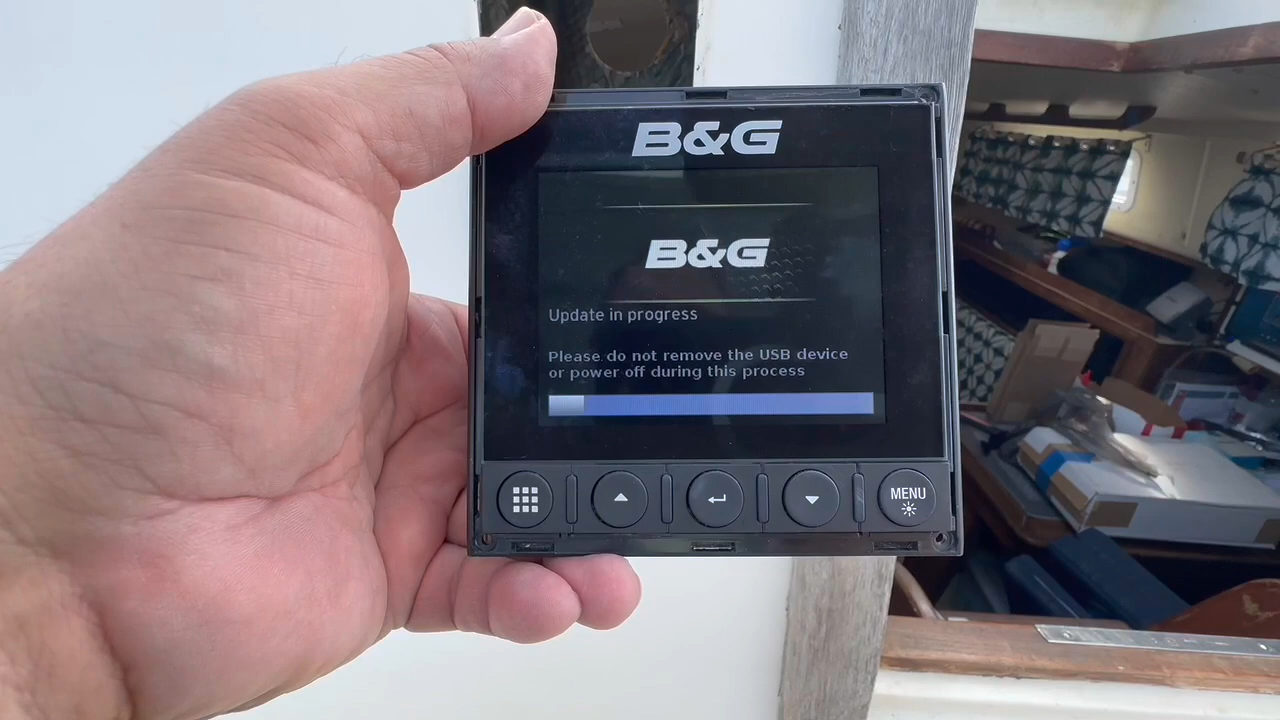 B&G
B&G
Update in progress
Please do not remove the USB device
or power off during this process
MENU